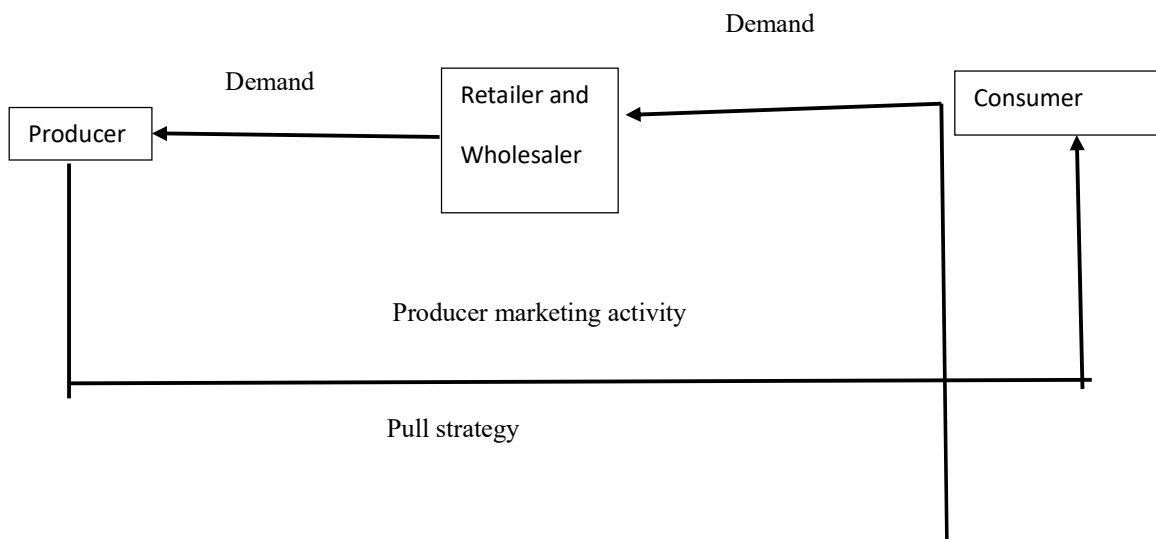 Demand
Demand
Retailer and
Wholesaler
Consumer
Producer
Producer marketing activity
Pull strategy